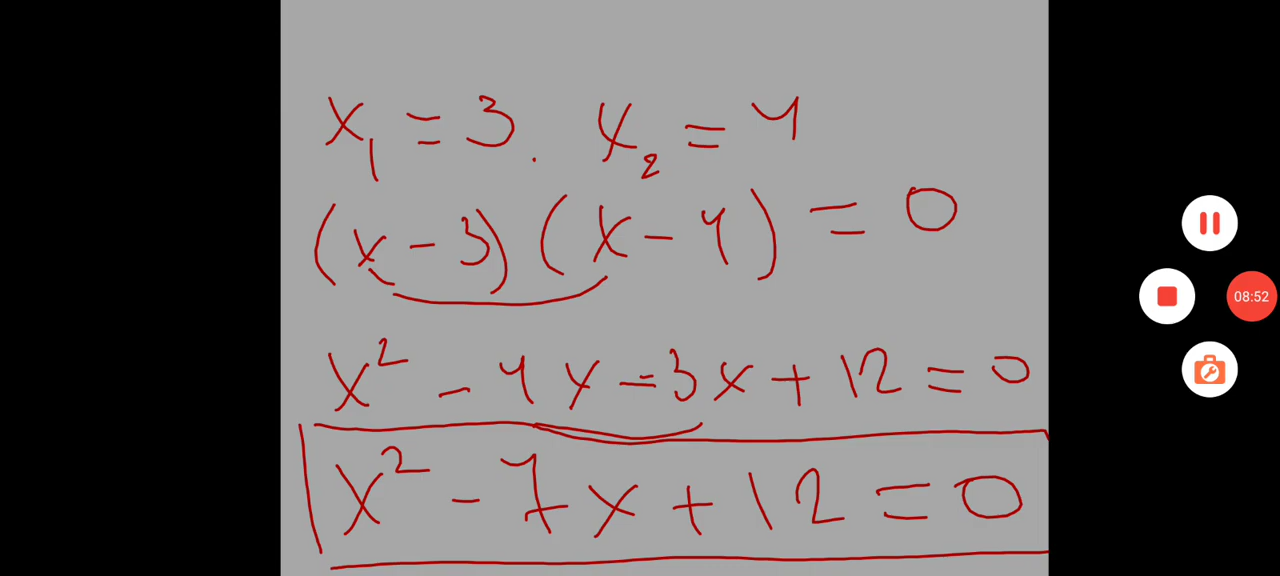 x₁ = 3. x₂ = 4
(x - 3)(x - 4) = 0
x² - 4x - 3x + 12 = 0
x² - 7x + 12 = 0
08:52